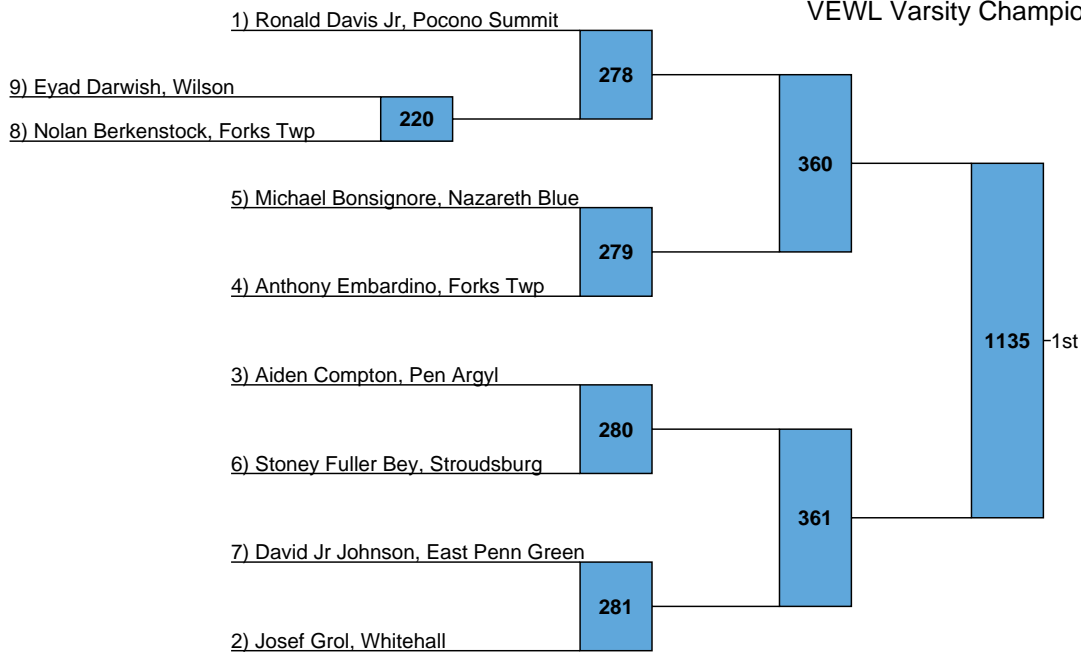 VEWL Varsity Champio
1) Ronald Davis Jr, Pocono Summit
278
9) Eyad Darwish, Wilson
220
8) Nolan Berkenstock, Forks Twp
360
5) Michael Bonsignore, Nazareth Blue
279
4) Anthony Embardino, Forks Twp
1135
1st
3) Aiden Compton, Pen Argyl
280
6) Stoney Fuller Bey, Stroudsburg
361
7) David Jr Johnson, East Penn Green
281
2) Josef Grol, Whitehall